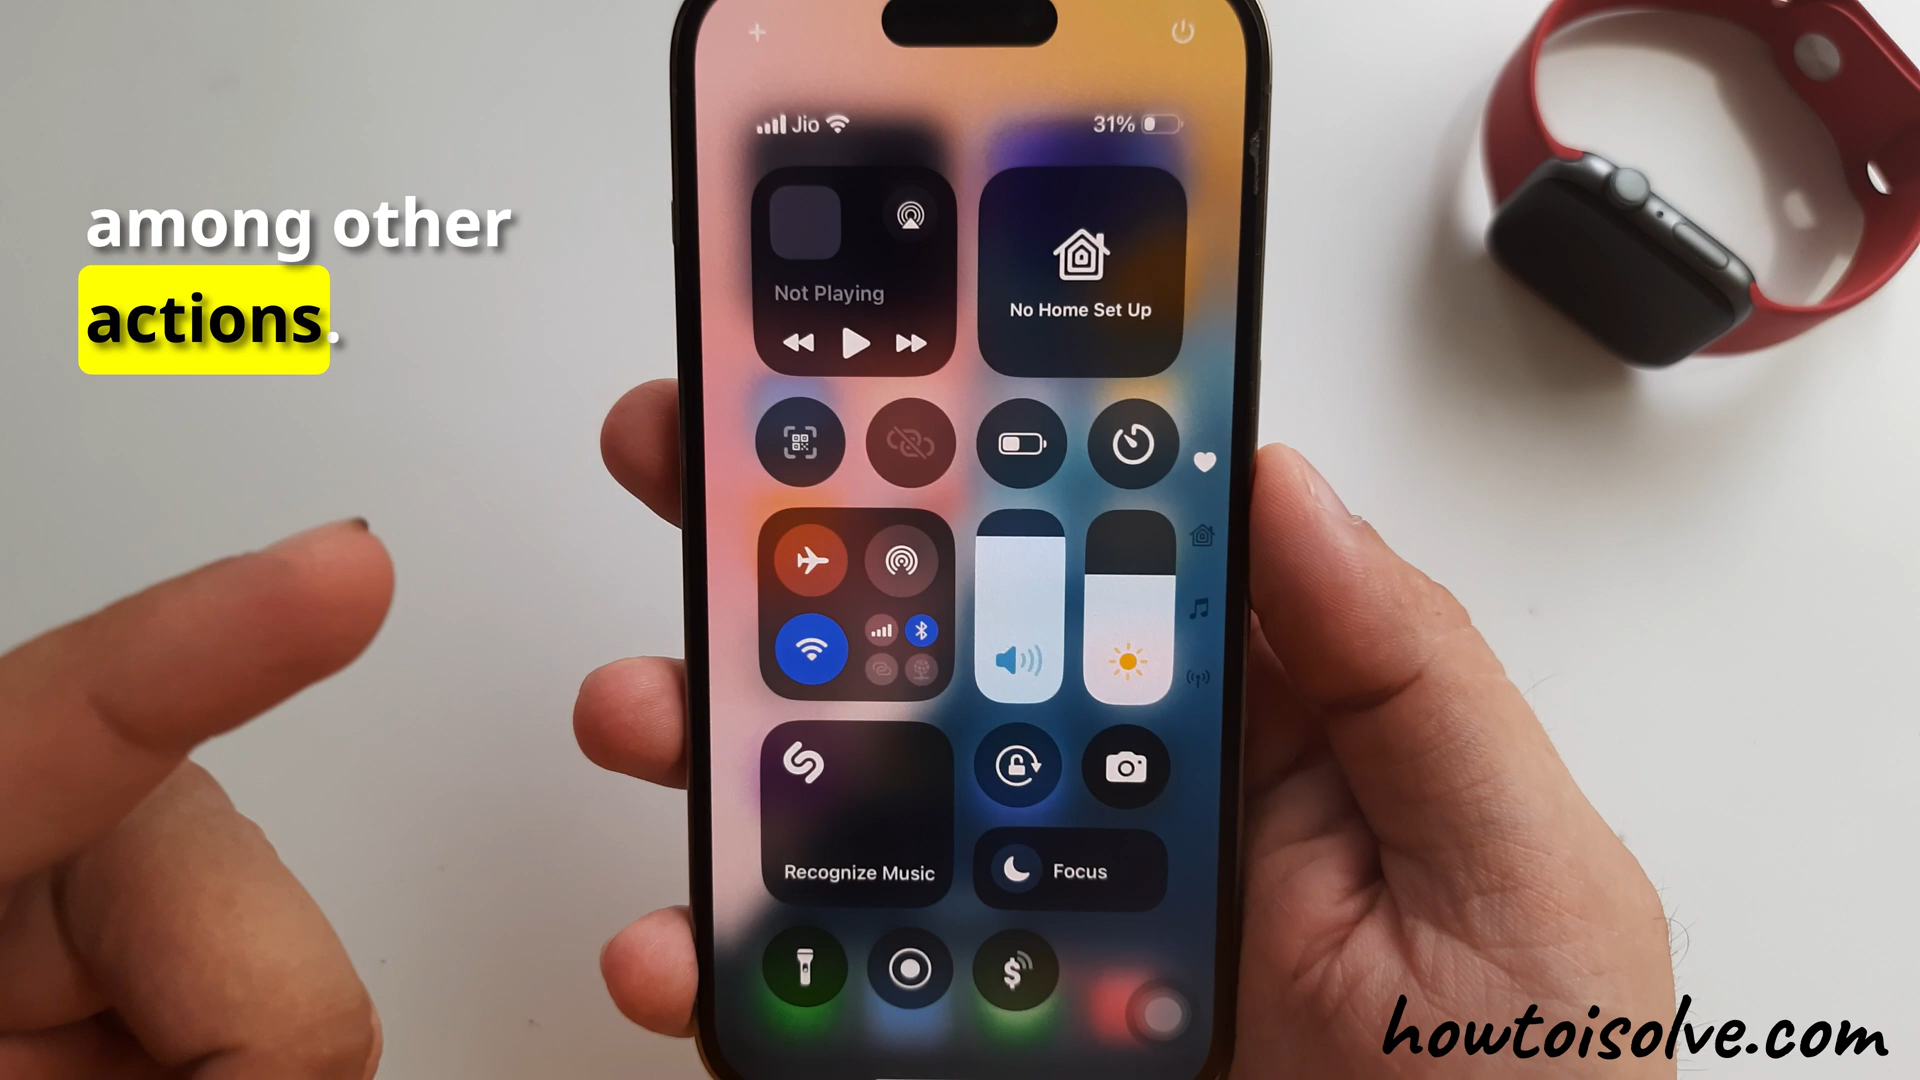 among other
actions.
Jio
31%
Not Playing
No Home Set Up
Recognize Music
Focus
howtoisolve.com